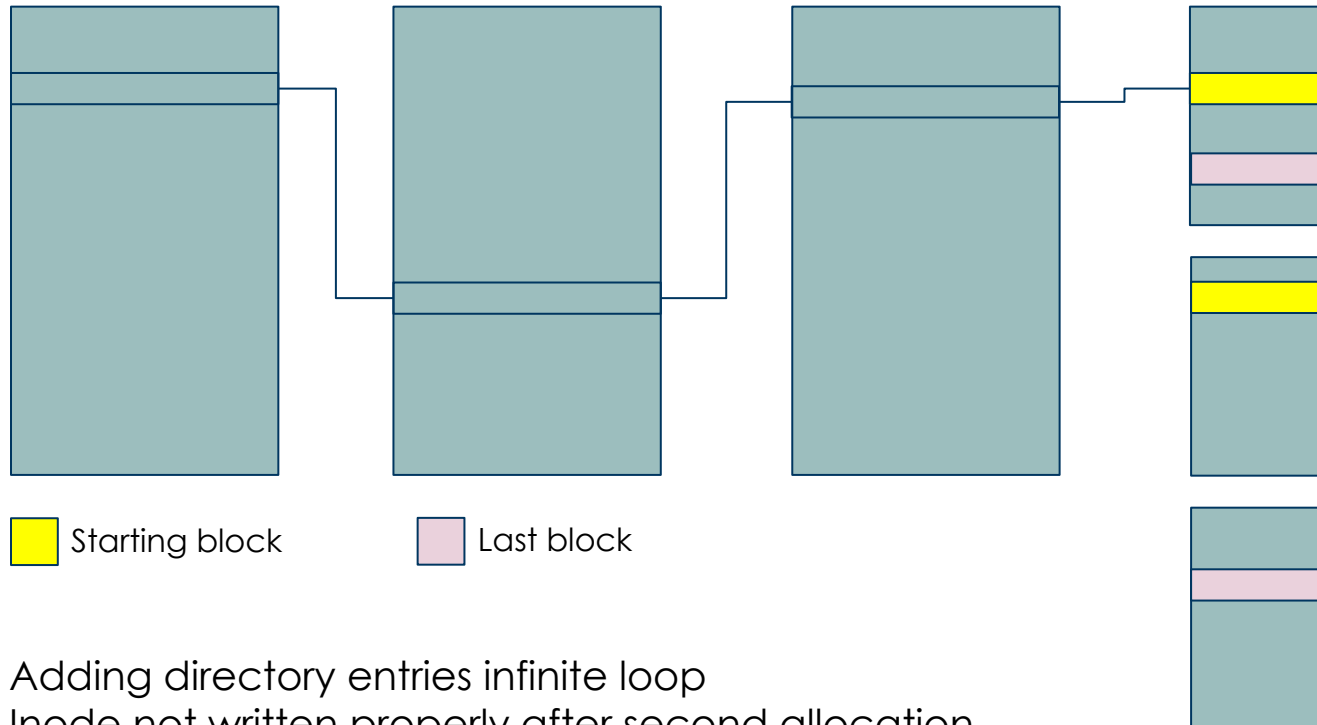 Starting block
Last block
Adding directory entries infinite loop
Inode not written properly after second allocation